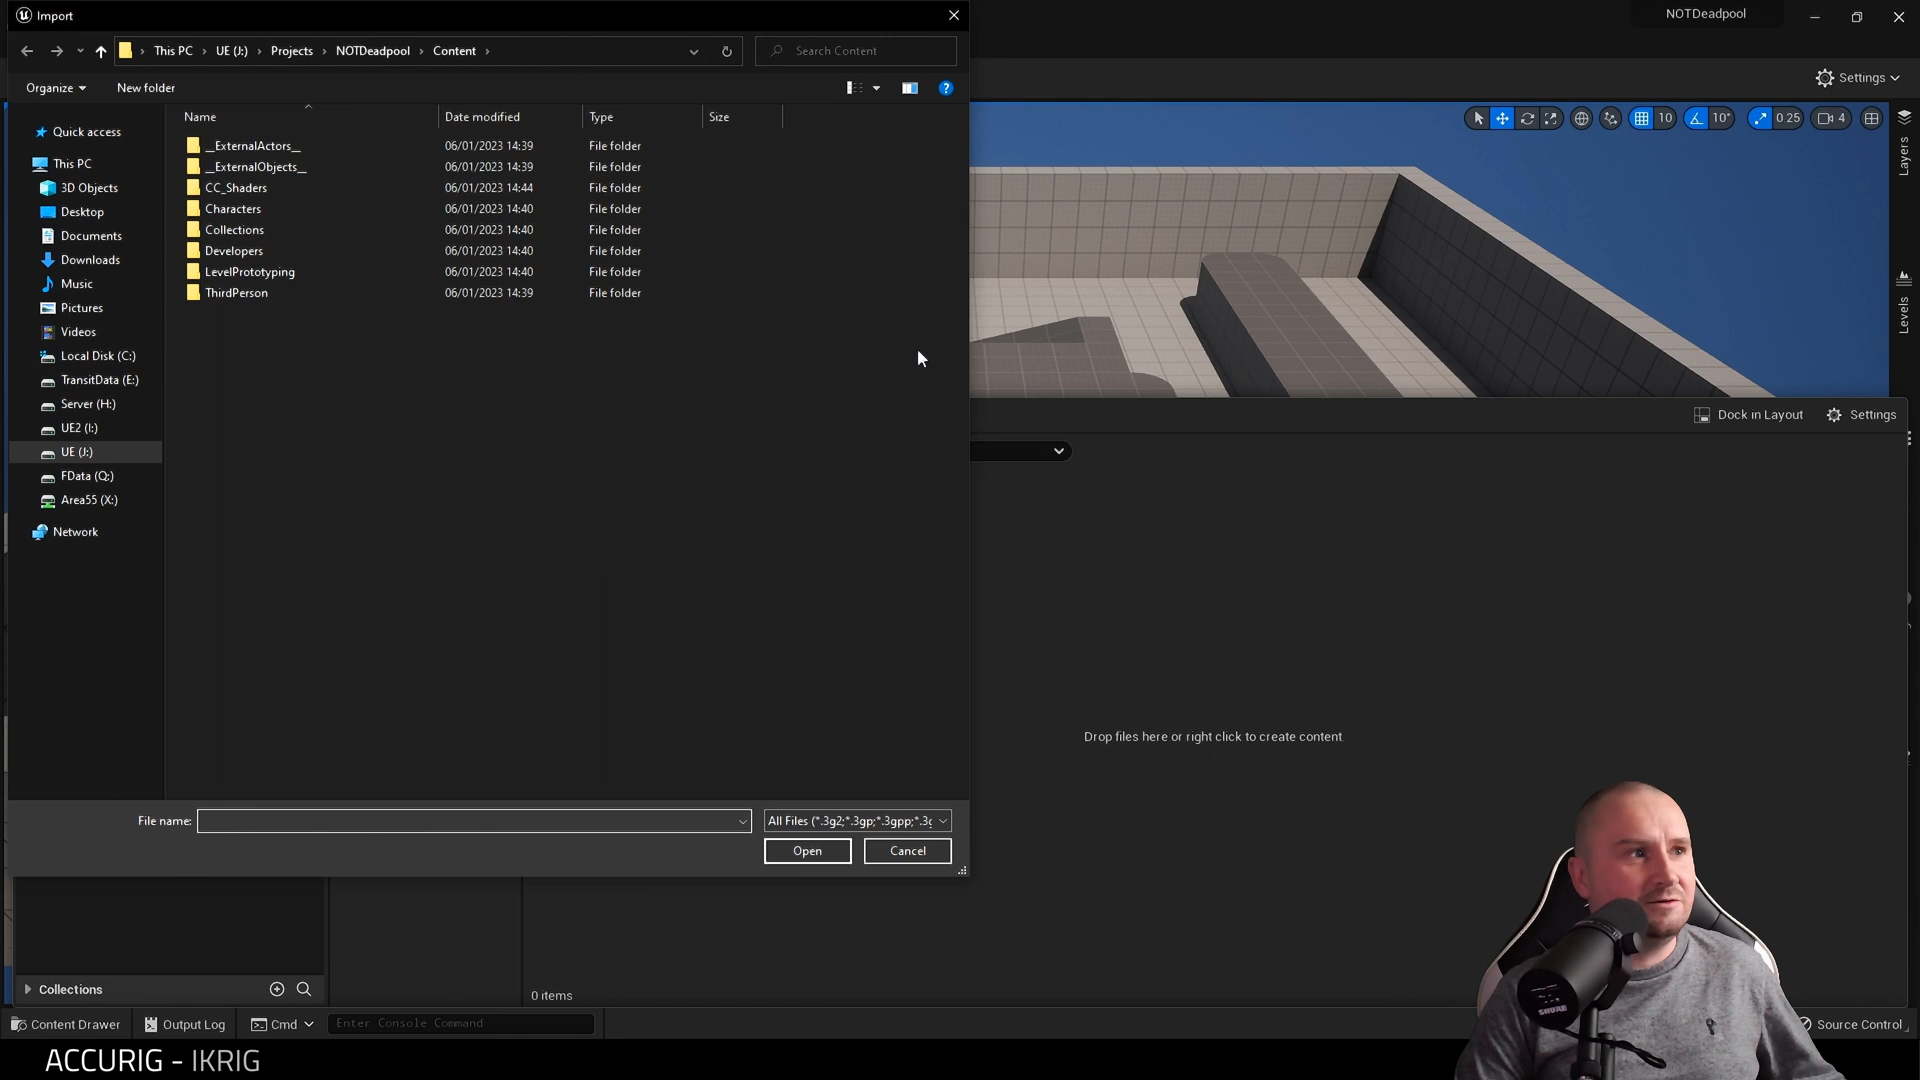 Import
NOTDeadpool
This PC > UE (J:) > Projects > NOTDeadpool > Content >
Search Content
Organize
New folder
Settings
Name
Date modified
Type
Size
10
10°
0.25
4
Quick access
This PC
3D Objects
Desktop
Documents
Downloads
Music
Pictures
Videos
Local Disk (C:)
TransitData (E:)
Server (H:)
UE2 (I:)
UE (J:)
FData (Q:)
Area55 (X:)
Network
__ExternalActors__ 06/01/2023 14:39 File folder
__ExternalObjects__ 06/01/2023 14:39 File folder
CC_Shaders 06/01/2023 14:44 File folder
Characters 06/01/2023 14:40 File folder
Collections 06/01/2023 14:40 File folder
Developers 06/01/2023 14:40 File folder
LevelPrototyping 06/01/2023 14:40 File folder
ThirdPerson 06/01/2023 14:39 File folder
Layers
Levels
Dock in Layout
Settings
Drop files here or right click to create content.
File name:
All Files (*.3g2;*.3gp;*.3gpp;*.3g
Open
Cancel
SHURE
Collections
0 items
Content Drawer
Output Log
Cmd
Enter Console Command
Source Control
ACCURIG - IKRIG